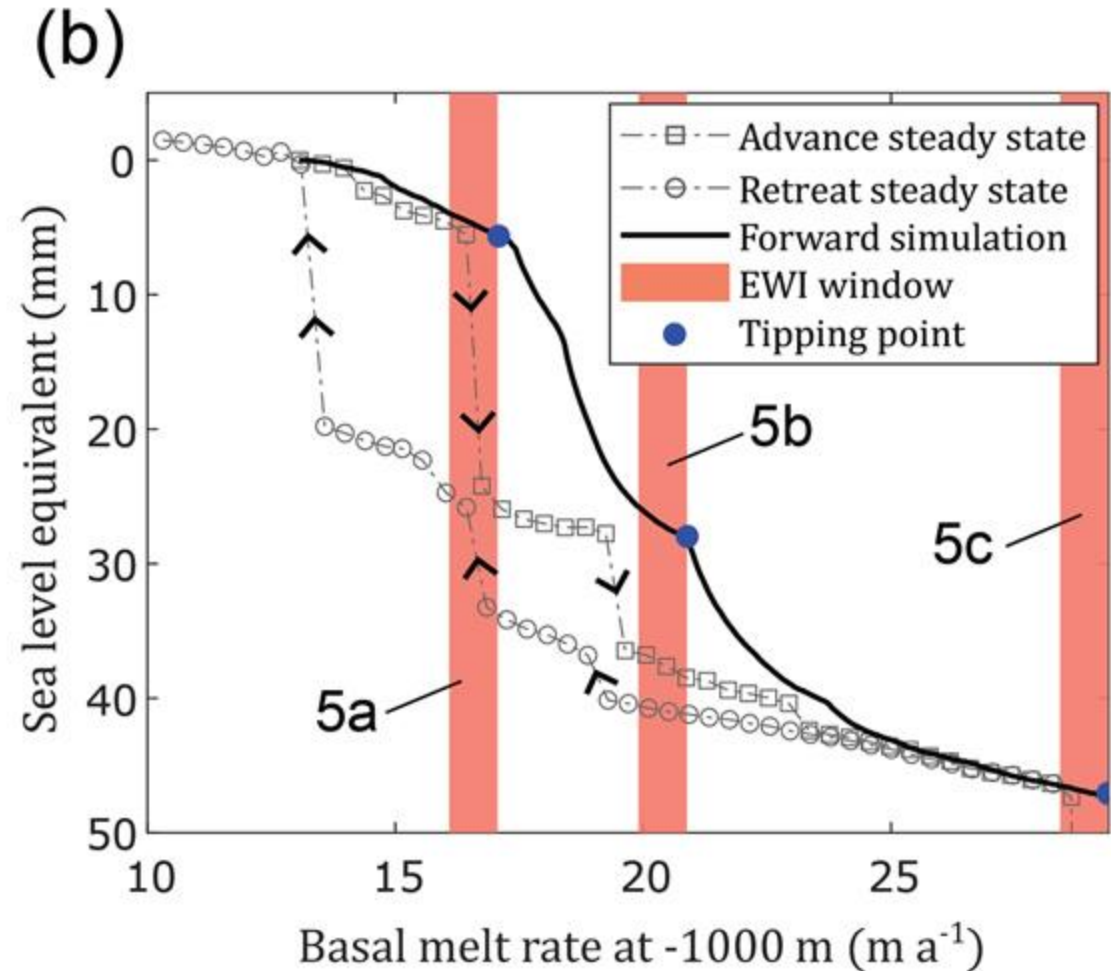 (b)
Advance steady state
Retreat steady state
Forward simulation
EWI window
Tipping point
5b
5c
5a
Sea level equivalent (mm)
0
10
20
30
40
50
10
15
20
25
Basal melt rate at -1000 m (m a⁻¹)